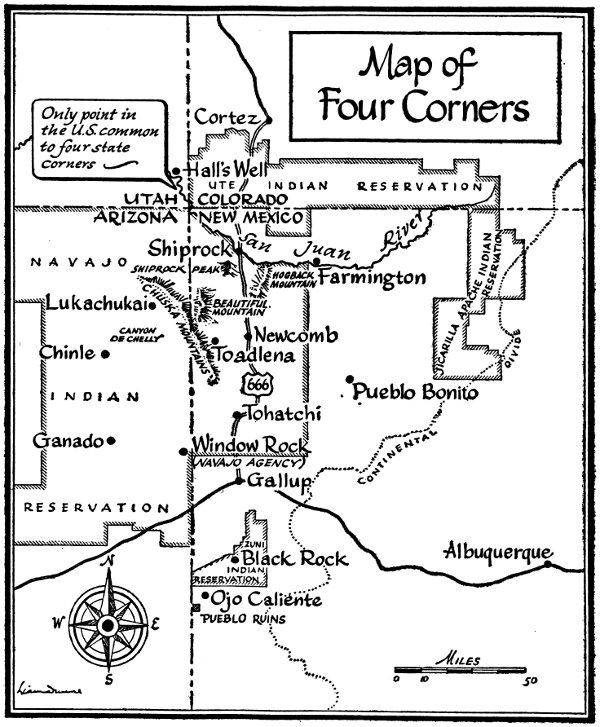 Map of
Four Corners
Only point in
the U.S. common
to four state
corners
Cortez
Hall's Well
UTE INDIAN RESERVATION
UTAH COLORADO
ARIZONA NEW MEXICO
San Juan River
Shiprock
NAVAJO
SHIPROCK PEAK
HOGBACK
MOUNTAIN
Farmington
JICARILLA APACHE INDIAN
RESERVATION
Lukachukai
CHUSKA MOUNTAINS
BEAUTIFUL
MOUNTAIN
CANYON
DE CHELLY
Newcomb
Chinle
Toadlena
666
Pueblo Bonito
CONTINENTAL DIVIDE
INDIAN
Tohatchi
Ganado
Window Rock
(NAVAJO AGENCY)
Gallup
RESERVATION
ZUNI
Black Rock
INDIAN
RESERVATION
Albuquerque
Ojo Caliente
PUEBLO RUINS
N
W E
S
MILES
0 10 50